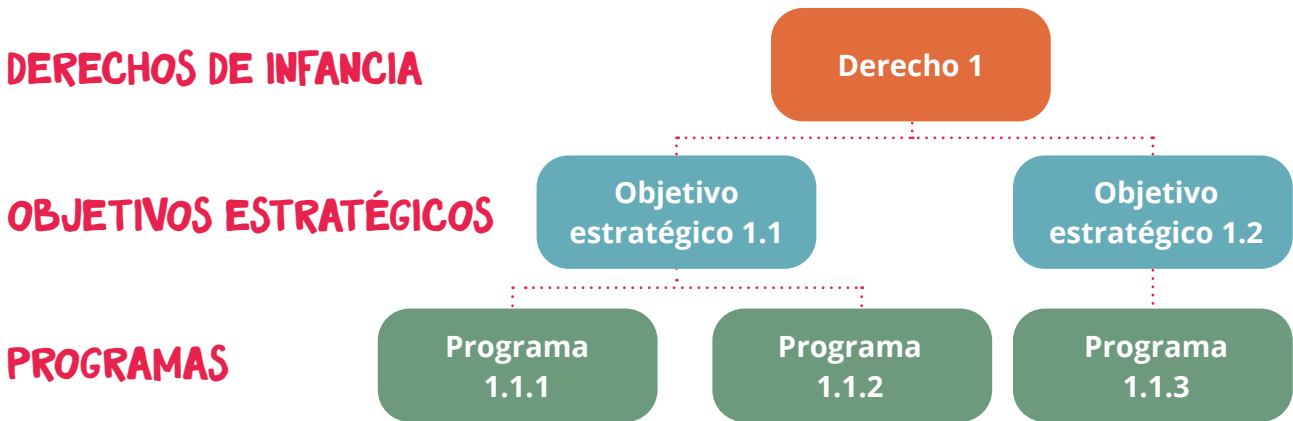 DERECHOS DE INFANCIA
Derecho 1
OBJETIVOS ESTRATÉGICOS
Objetivo
estratégico 1.1
Objetivo
estratégico 1.2
PROGRAMAS
Programa
1.1.1
Programa
1.1.2
Programa
1.1.3